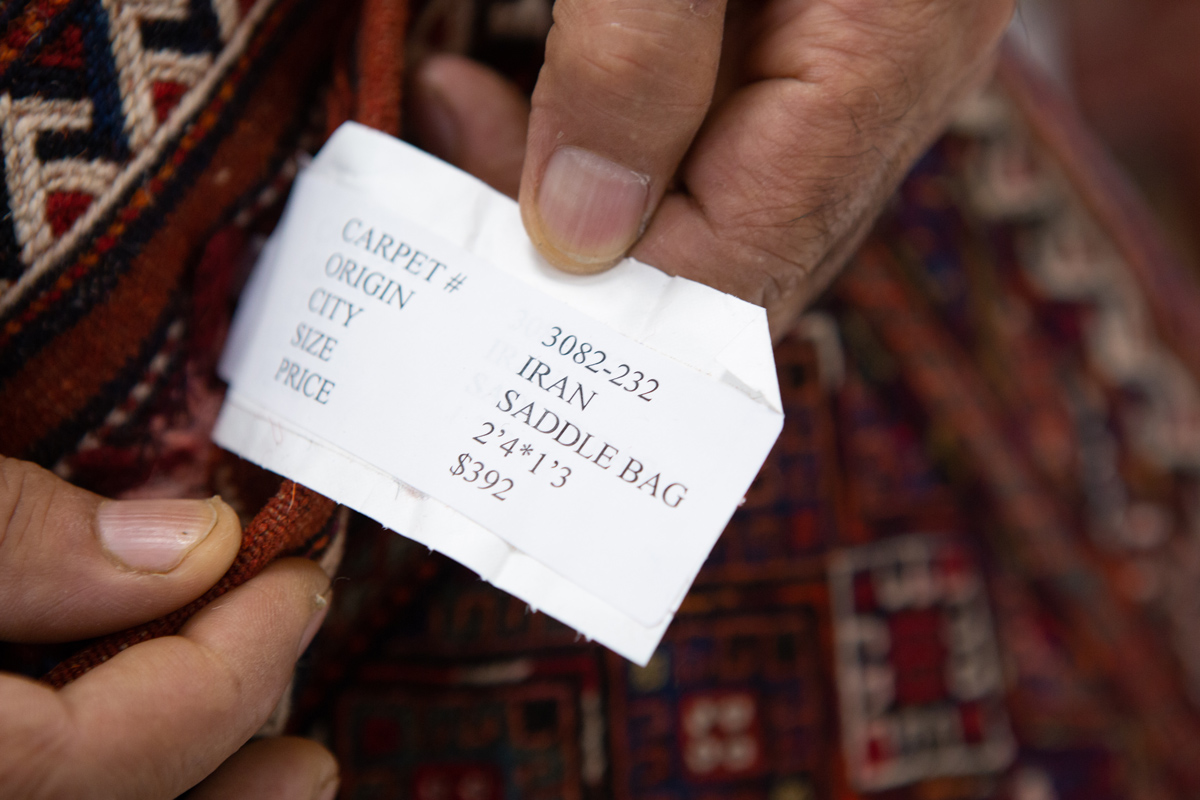 CARPET # 3082-232
ORIGIN IRAN
CITY SADDLE BAG
SIZE 2'4*1'3
PRICE $392